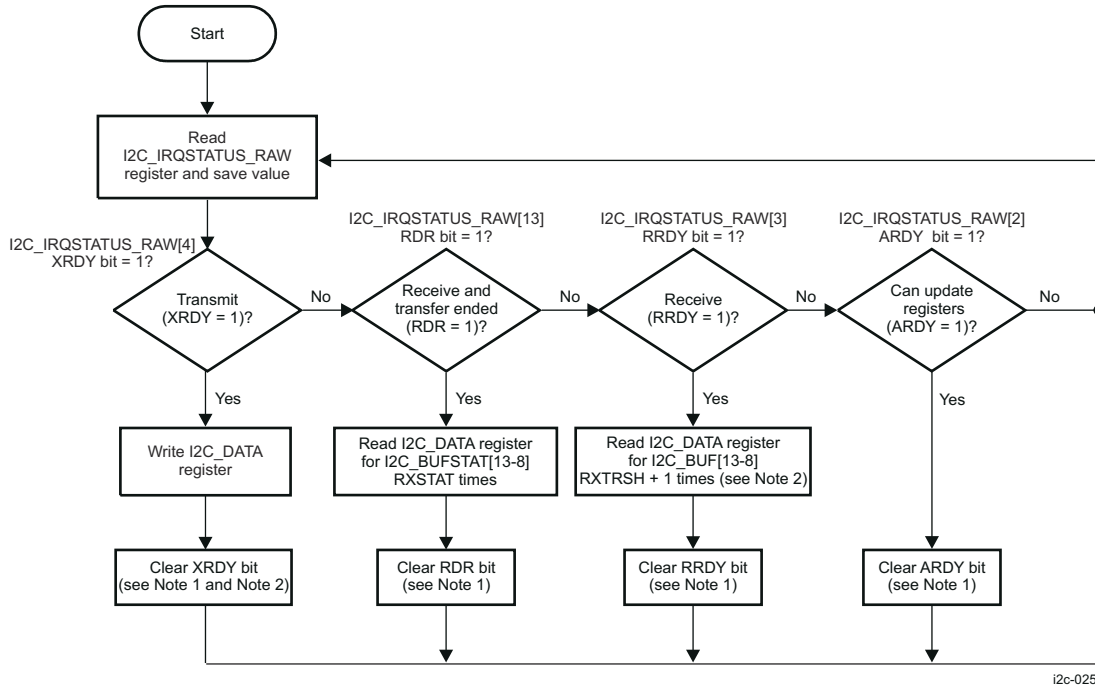 Start
Read
I2C_IRQSTATUS_RAW
register and save value
I2C_IRQSTATUS_RAW[4]
XRDY bit = 1?
I2C_IRQSTATUS_RAW[13]
RDR bit = 1?
I2C_IRQSTATUS_RAW[3]
RRDY bit = 1?
I2C_IRQSTATUS_RAW[2]
ARDY bit = 1?
Transmit
(XRDY = 1)?
No
Receive and
transfer ended
(RDR = 1)?
No
Receive
(RRDY = 1)?
No
Can update
registers
(ARDY = 1)?
No
Yes
Yes
Yes
Yes
Write I2C_DATA
register
Read I2C_DATA register
for I2C_BUFSTAT[13-8]
RXSTAT times
Read I2C_DATA register
for I2C_BUF[13-8]
RXTRSH + 1 times (see Note 2)
Clear XRDY bit
(see Note 1 and Note 2)
Clear RDR bit
(see Note 1)
Clear RRDY bit
(see Note 1)
Clear ARDY bit
(see Note 1)
i2c-025